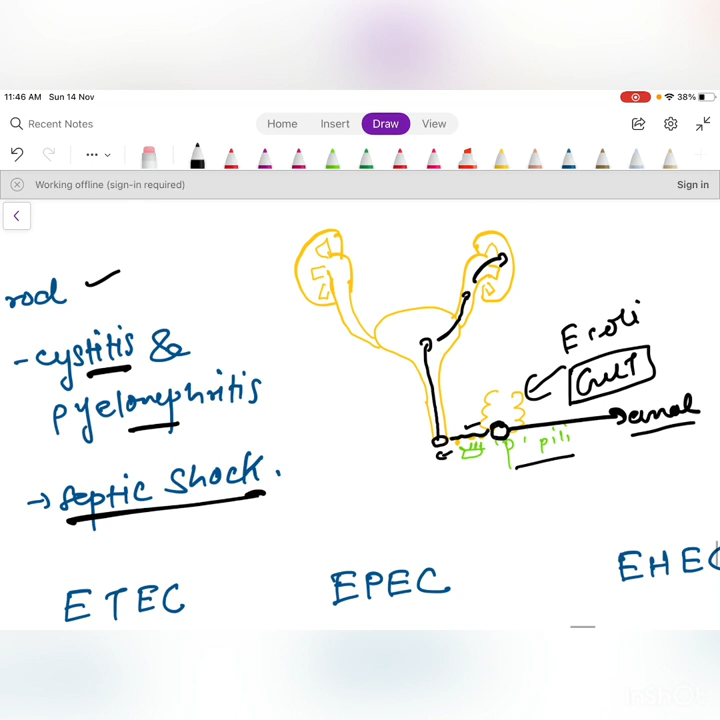 11:46 AM Sun 14 Nov
38%
Recent Notes
Home Insert Draw View
Working offline (sign-in required)
Sign in
rod
- cystitis &
pyelonephritis
→ septic shock.
E coli
GUT
anal
'p' pili
ETEC
EPEC
EHEC
InShOt